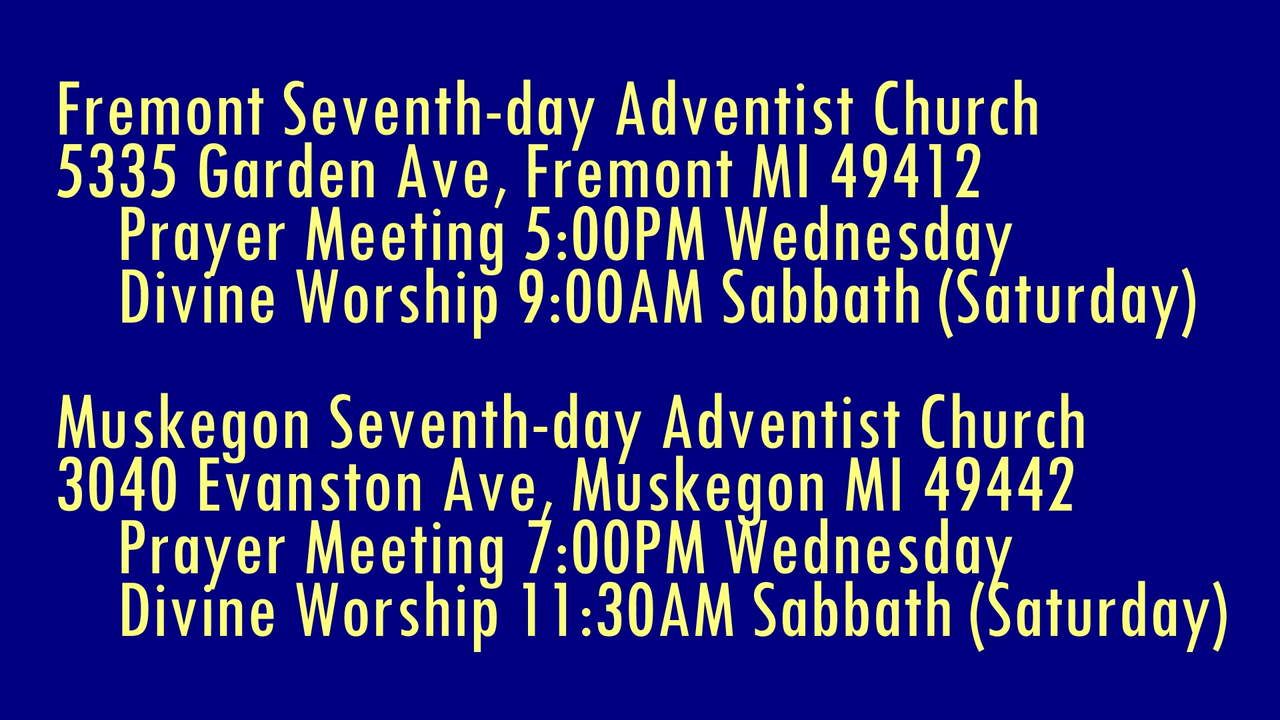 Fremont Seventh-day Adventist Church
5335 Garden Ave, Fremont MI 49412
Prayer Meeting 5:00PM Wednesday
Divine Worship 9:00AM Sabbath (Saturday)
Muskegon Seventh-day Adventist Church
3040 Evanston Ave, Muskegon MI 49442
Prayer Meeting 7:00PM Wednesday
Divine Worship 11:30AM Sabbath (Saturday)